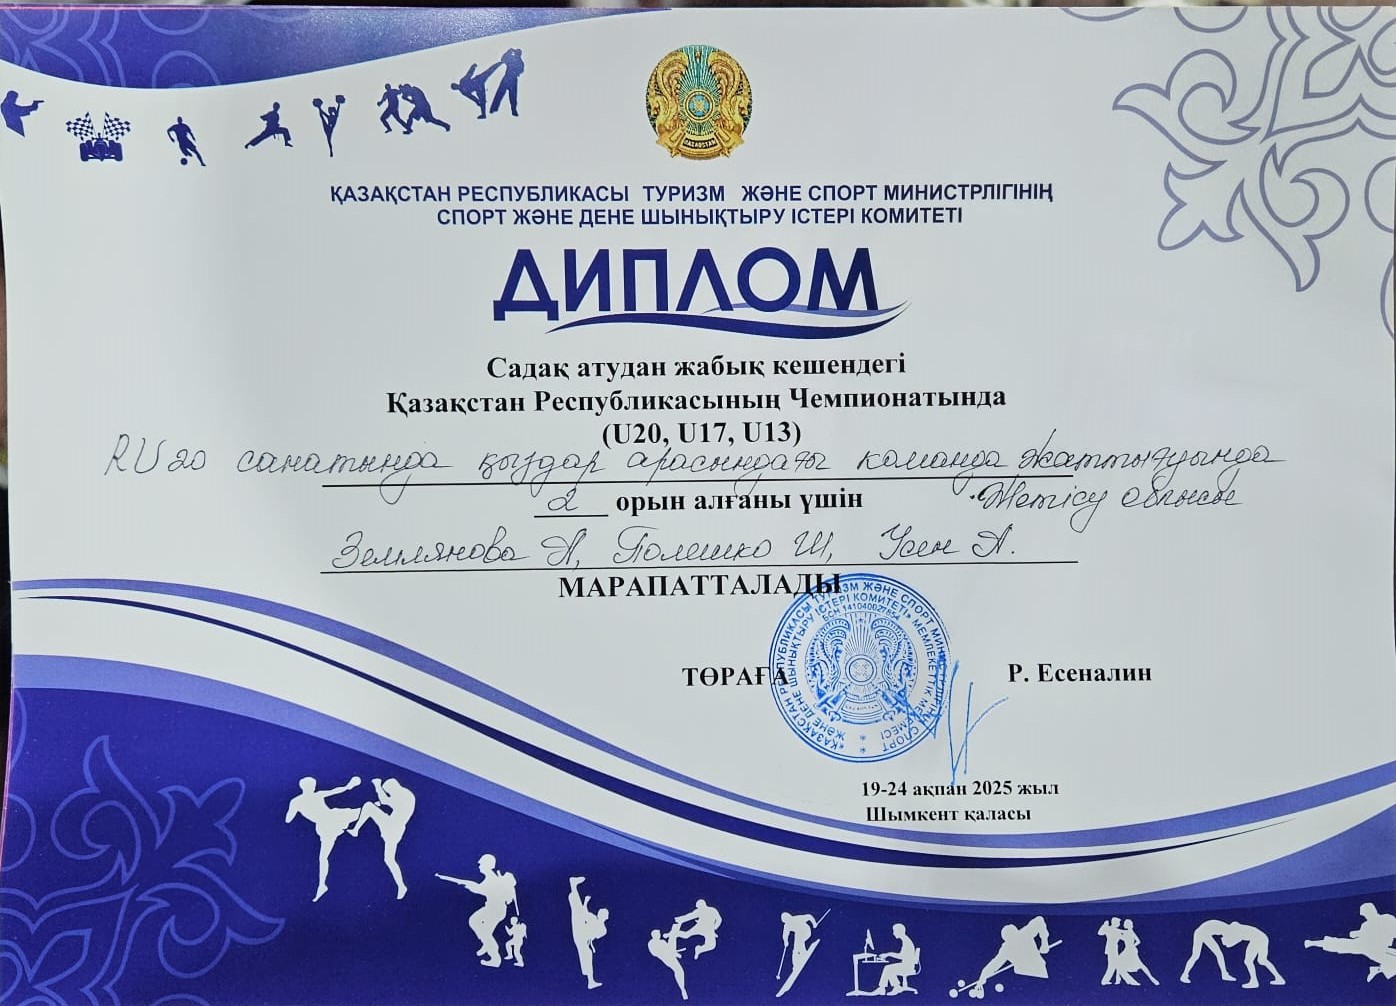 ҚАЗАҚСТАН РЕСПУБЛИКАСЫ ТУРИЗМ ЖӘНЕ СПОРТ МИНИСТРЛІГІНІҢ
СПОРТ ЖӘНЕ ДЕНЕ ШЫНЫҚТЫРУ ІСТЕРІ КОМИТЕТІ
ДИПЛОМ
Садақ атудан жабық кешендегі
Қазақстан Республикасының Чемпионатында
(U20, U17, U13)
RU20 санатында қыздар арасындағы команда жаттығуында
2 орын алғаны үшін Жетісу облысы
Землянова А, Полешко Ш, Усен А.
МАРАПАТТАЛАДЫ
ТӨРАҒА Р. Есеналин
19-24 ақпан 2025 жыл
Шымкент қаласы